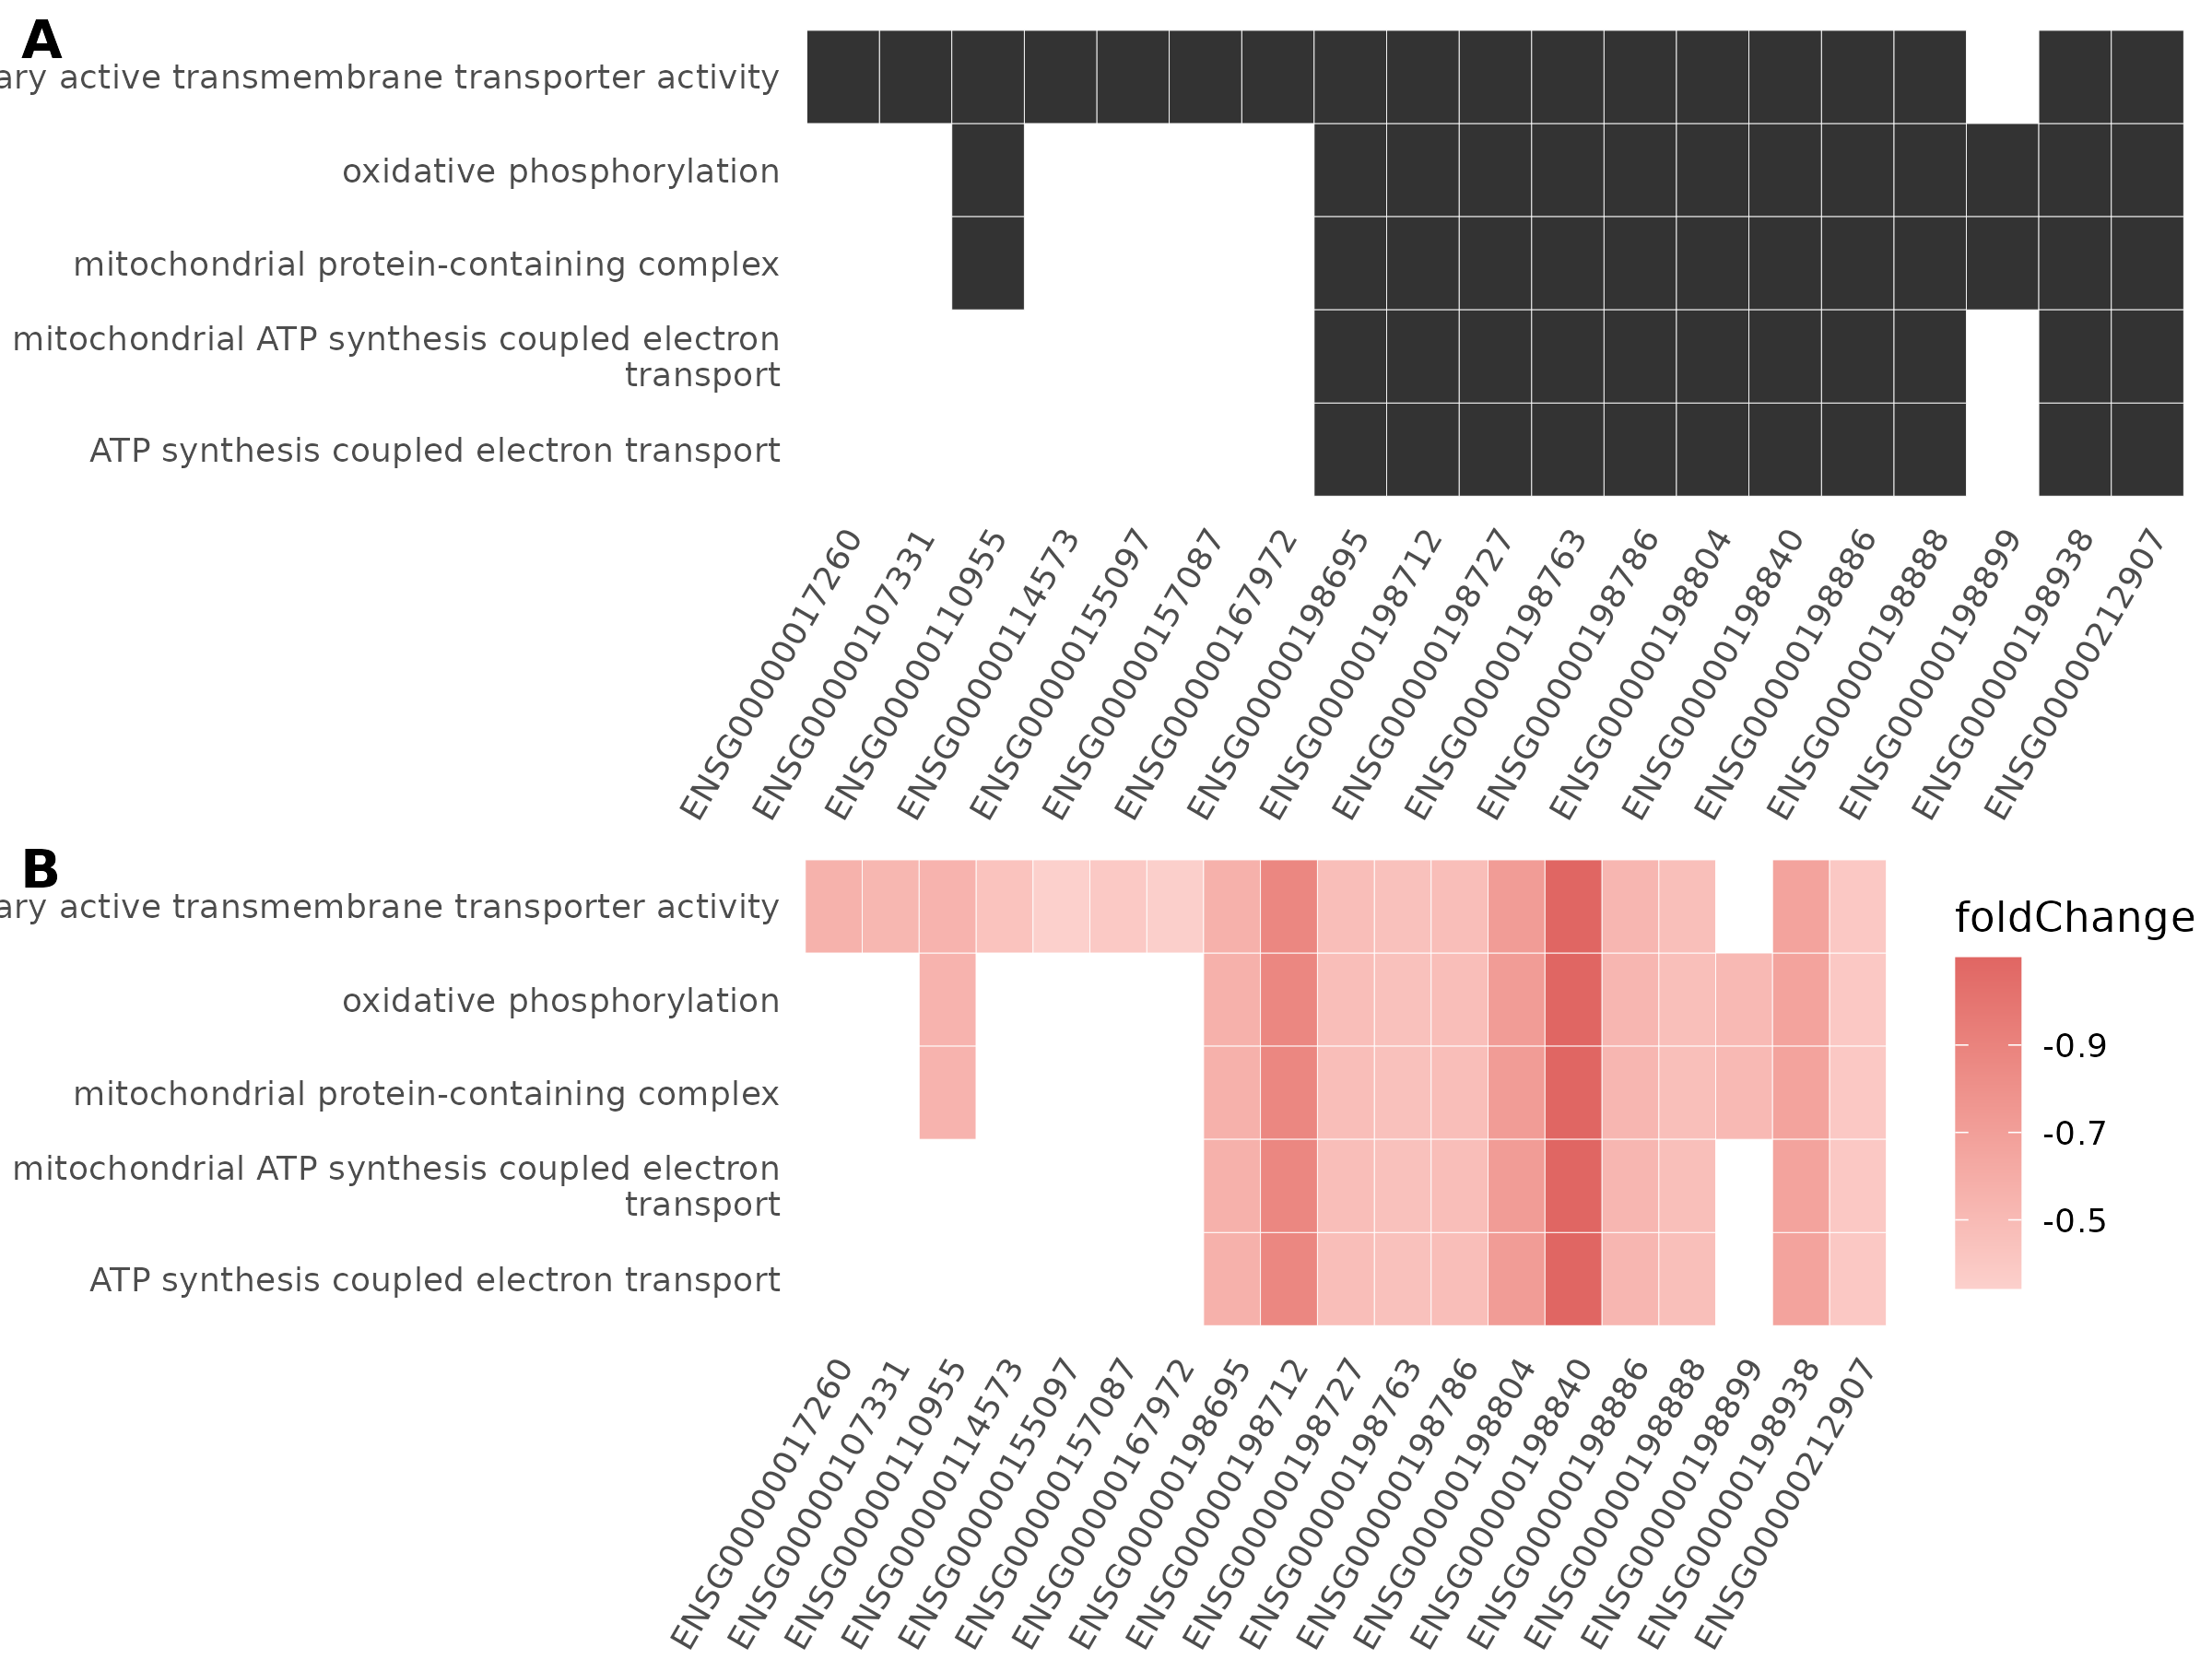 A
active transmembrane transporter activity
oxidative phosphorylation
mitochondrial protein-containing complex
mitochondrial ATP synthesis coupled electron
transport
ATP synthesis coupled electron transport
ENSG00000017260
ENSG00000107331
ENSG00000110955
ENSG00000114573
ENSG00000155097
ENSG00000157087
ENSG00000167972
ENSG00000198695
ENSG00000198712
ENSG00000198727
ENSG00000198763
ENSG00000198786
ENSG00000198804
ENSG00000198840
ENSG00000198886
ENSG00000198888
ENSG00000198899
ENSG00000198938
ENSG00000212907
B
active transmembrane transporter activity
oxidative phosphorylation
mitochondrial protein-containing complex
mitochondrial ATP synthesis coupled electron
transport
ATP synthesis coupled electron transport
foldChange
-0.9
-0.7
-0.5
ENSG00000017260
ENSG00000107331
ENSG00000110955
ENSG00000114573
ENSG00000155097
ENSG00000157087
ENSG00000167972
ENSG00000198695
ENSG00000198712
ENSG00000198727
ENSG00000198763
ENSG00000198786
ENSG00000198804
ENSG00000198840
ENSG00000198886
ENSG00000198888
ENSG00000198899
ENSG00000198938
ENSG00000212907